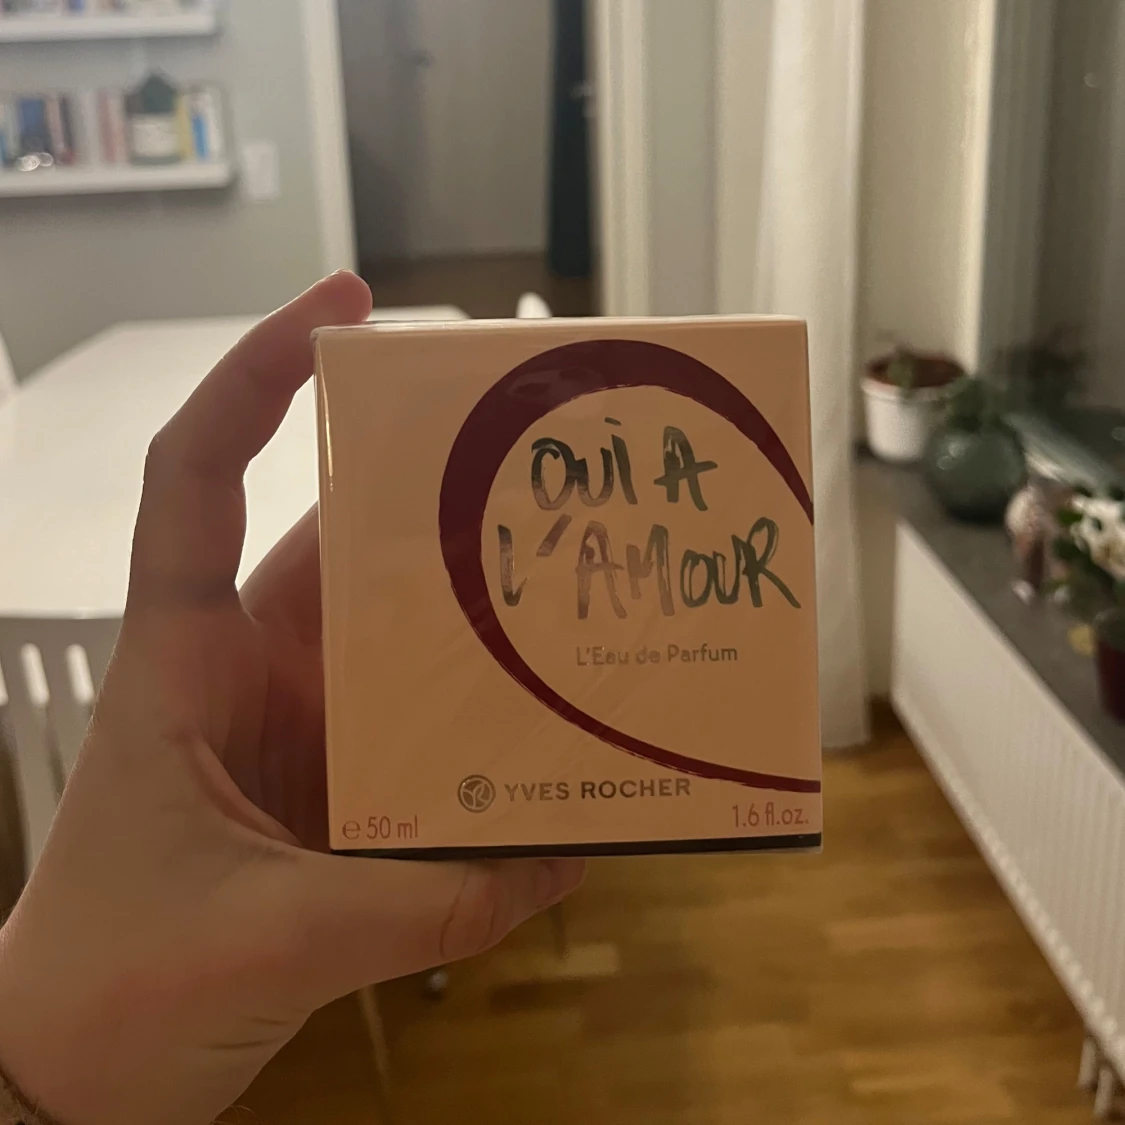 OUI A
L'AMOUR
L'Eau de Parfum
YVES ROCHER
e 50 ml
1.6 fl.oz.